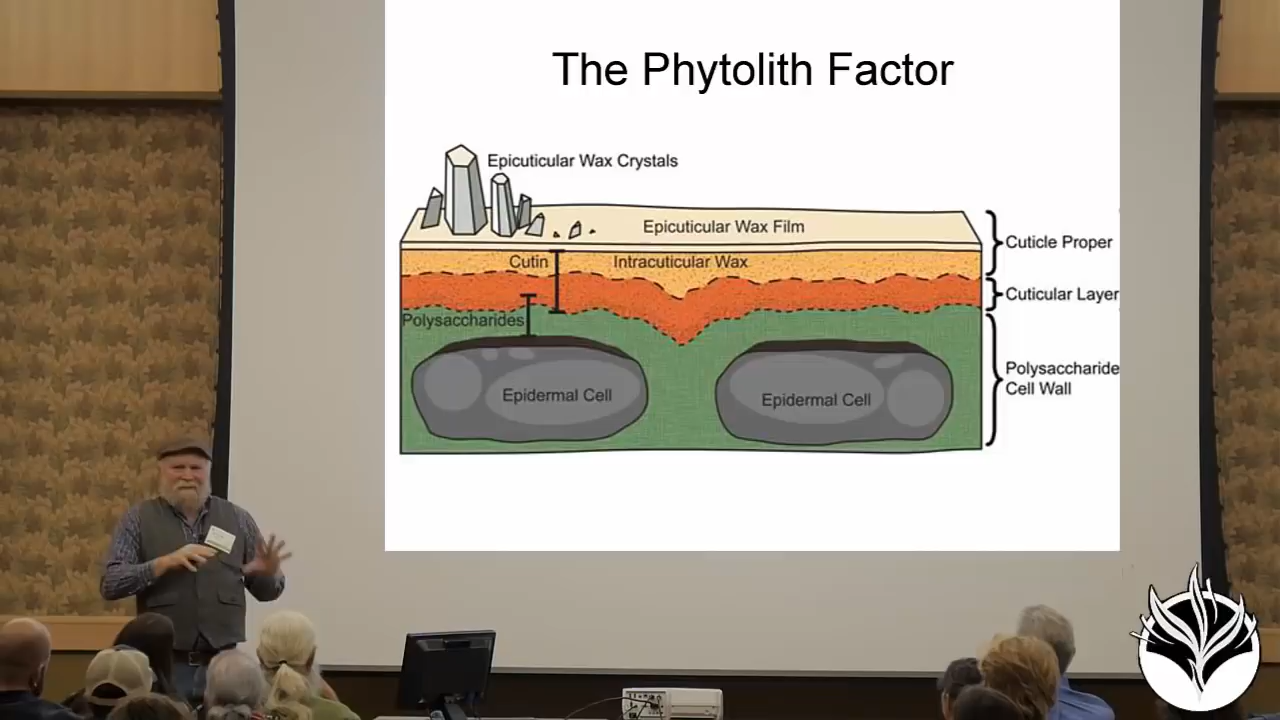 The Phytolith Factor
Epicuticular Wax Crystals
Epicuticular Wax Film
Cuticle Proper
Cutin
Intracuticular Wax
Cuticular Layer
Polysaccharides
Polysaccharide
Cell Wall
Epidermal Cell
Epidermal Cell